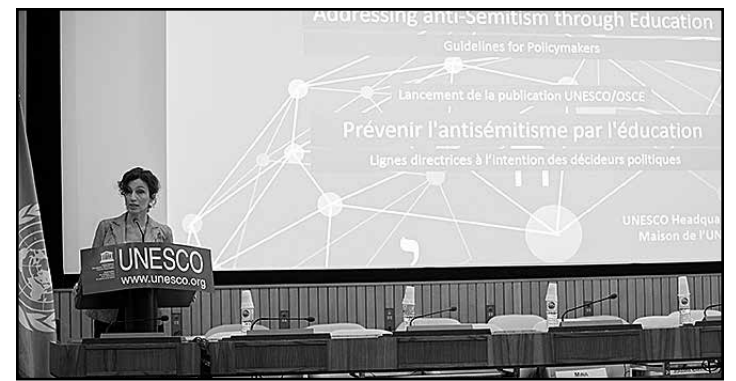 Addressing anti-Semitism through Education
Guidelines for Policymakers
Lancement de la publication UNESCO/OSCE
Prévenir l'antisémitisme par l'éducation
Lignes directrices à l'intention des décideurs politiques
UNESCO Headqua
Maison de l'UN
UNESCO
www.unesco.org